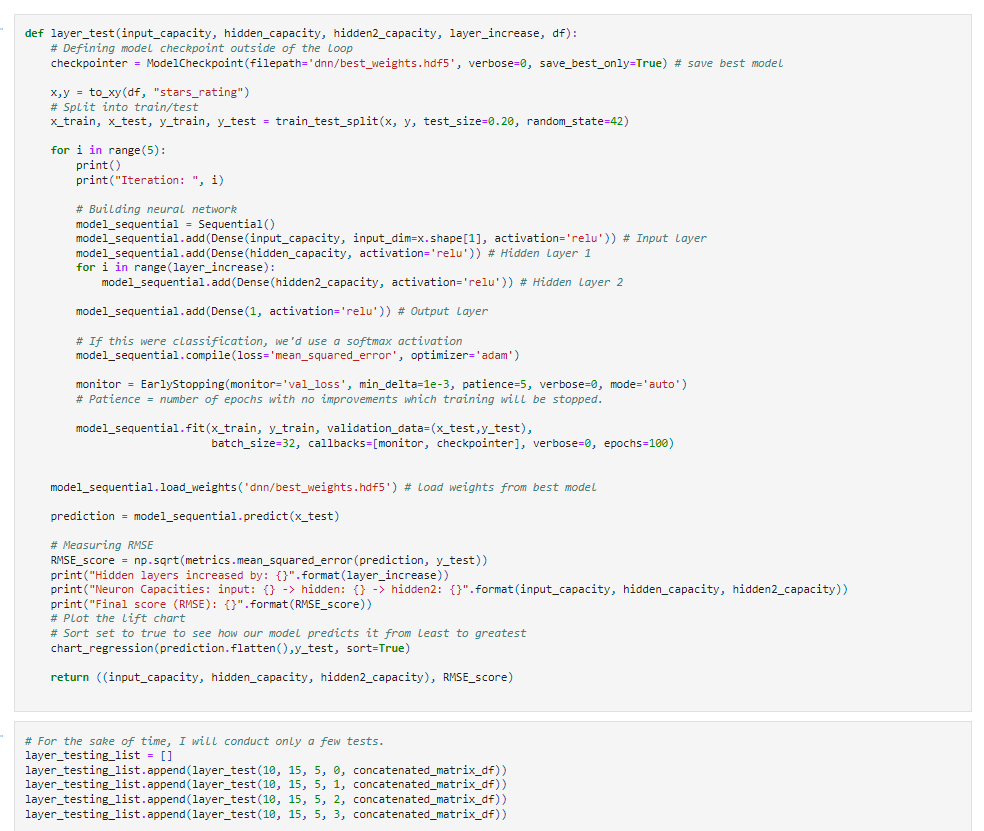 def layer_test(input_capacity, hidden_capacity, hidden2_capacity, layer_increase, df):
    # Defining model checkpoint outside of the loop
    checkpointer = ModelCheckpoint(filepath='dnn/best_weights.hdf5', verbose=0, save_best_only=True) # save best model
    x,y = to_xy(df, "stars_rating")
    # Split into train/test
    x_train, x_test, y_train, y_test = train_test_split(x, y, test_size=0.20, random_state=42)
    for i in range(5):
        print()
        print("Iteration: ", i)
        # Building neural network
        model_sequential = Sequential()
        model_sequential.add(Dense(input_capacity, input_dim=x.shape[1], activation='relu')) # Input layer
        model_sequential.add(Dense(hidden_capacity, activation='relu')) # Hidden Layer 1
        for i in range(layer_increase):
            model_sequential.add(Dense(hidden2_capacity, activation='relu')) # Hidden Layer 2
        model_sequential.add(Dense(1, activation='relu')) # Output Layer
        # If this were classification, we'd use a softmax activation
        model_sequential.compile(loss='mean_squared_error', optimizer='adam')
        monitor = EarlyStopping(monitor='val_loss', min_delta=1e-3, patience=5, verbose=0, mode='auto')
        # Patience = number of epochs with no improvements which training will be stopped.
        model_sequential.fit(x_train, y_train, validation_data=(x_test,y_test),
                             batch_size=32, callbacks=[monitor, checkpointer], verbose=0, epochs=100)
    model_sequential.load_weights('dnn/best_weights.hdf5') # load weights from best model
    prediction = model_sequential.predict(x_test)
    # Measuring RMSE
    RMSE_score = np.sqrt(metrics.mean_squared_error(prediction, y_test))
    print("Hidden layers increased by: {}".format(layer_increase))
    print("Neuron Capacities: input: {} -> hidden: {} -> hidden2: {}".format(input_capacity, hidden_capacity, hidden2_capacity))
    print("Final score (RMSE): {}".format(RMSE_score))
    # Plot the lift chart
    # Sort set to true to see how our model predicts it from least to greatest
    chart_regression(prediction.flatten(),y_test, sort=True)
    return ((input_capacity, hidden_capacity, hidden2_capacity), RMSE_score)
# For the sake of time, I will conduct only a few tests.
layer_testing_list = []
layer_testing_list.append(layer_test(10, 15, 5, 0, concatenated_matrix_df))
layer_testing_list.append(layer_test(10, 15, 5, 1, concatenated_matrix_df))
layer_testing_list.append(layer_test(10, 15, 5, 2, concatenated_matrix_df))
layer_testing_list.append(layer_test(10, 15, 5, 3, concatenated_matrix_df))